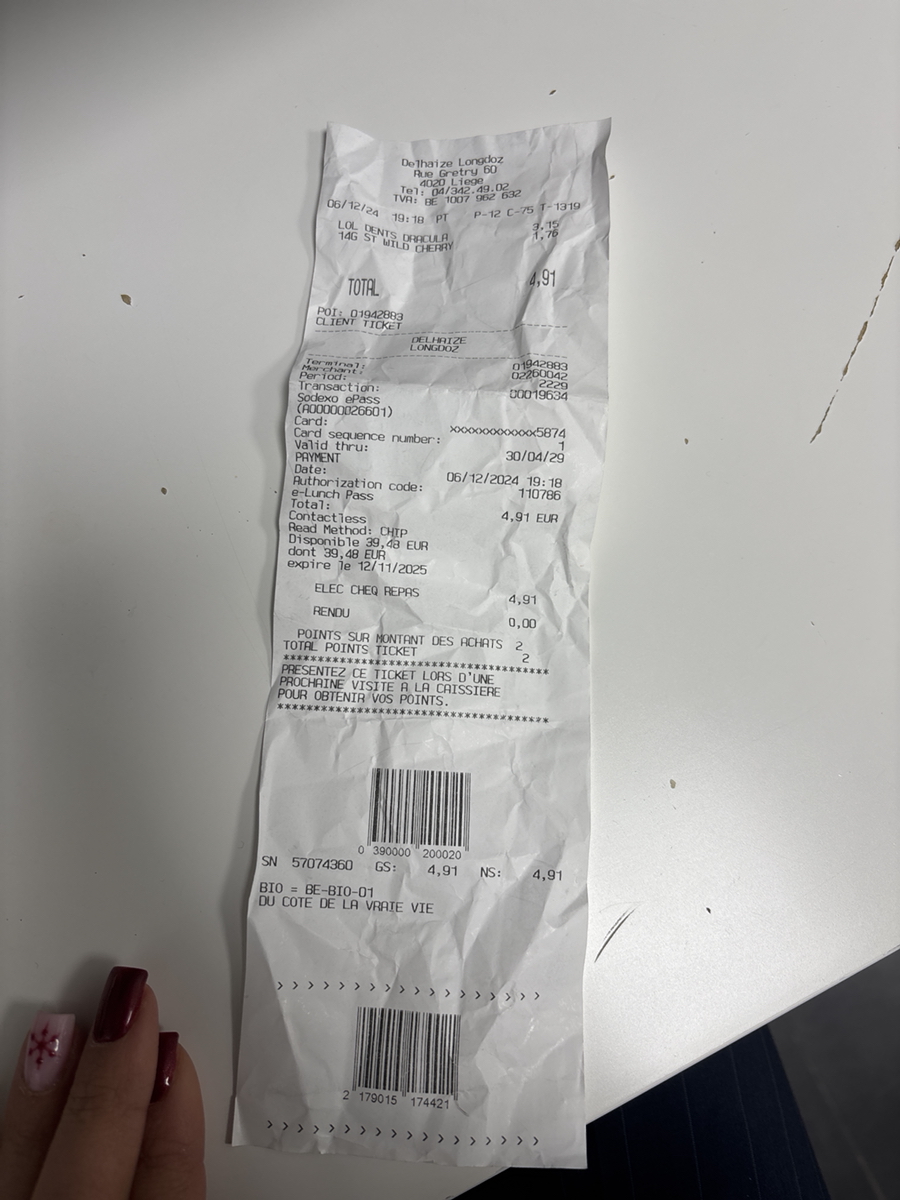 Delhaize Longdoz
Rue Gretry 60
4020 Liege
Tel: 04/342.49.02
TVA: BE 1007 962 632
06/12/24 19:18 PT P-12 C-75 T-1319
LOL DENTS DRACULA 3,15
14G ST WILD CHERRY 1,76
TOTAL 4,91
POI: 01942883
CLIENT TICKET
DELHAIZE
LONGDOZ
Terminal: 01942883
Merchant: 02260042
Period: 2229
Transaction: 00019634
Sodexo ePass
(A00000026601)
Card: xxxxxxxxxxxxx5874
Card sequence number: 1
Valid thru: 30/04/29
PAYMENT
Date: 06/12/2024 19:18
Authorization code: 110786
e-Lunch Pass
Total: 4,91 EUR
Contactless
Read Method: CHIP
Disponible 39,48 EUR
dont 39,48 EUR
expire le 12/11/2025
ELEC CHEQ REPAS 4,91
RENDU 0,00
POINTS SUR MONTANT DES ACHATS 2
TOTAL POINTS TICKET 2
*************************************
PRESENTEZ CE TICKET LORS D'UNE
PROCHAINE VISITE A LA CAISSIERE
POUR OBTENIR VOS POINTS.
*************************************
0 390000 200020
SN 57074360 GS: 4,91 NS: 4,91
BIO = BE-BIO-01
DU COTE DE LA VRAIE VIE
> > > > > > > > > > > > > > > > > >
2 179015 174421
> > > > > > > > > > > > > > > > > >